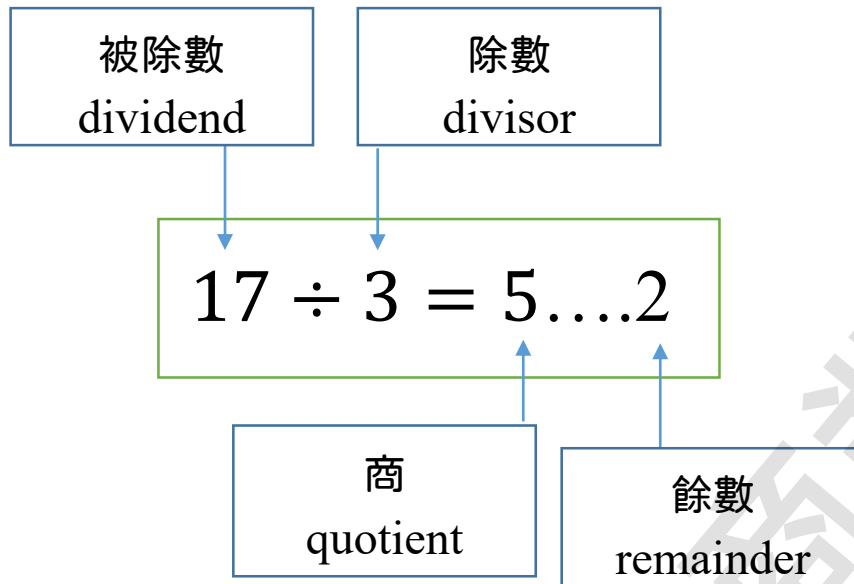 被除數
dividend
除數
divisor
17 ÷ 3 = 5….2
商
quotient
餘數
remainder